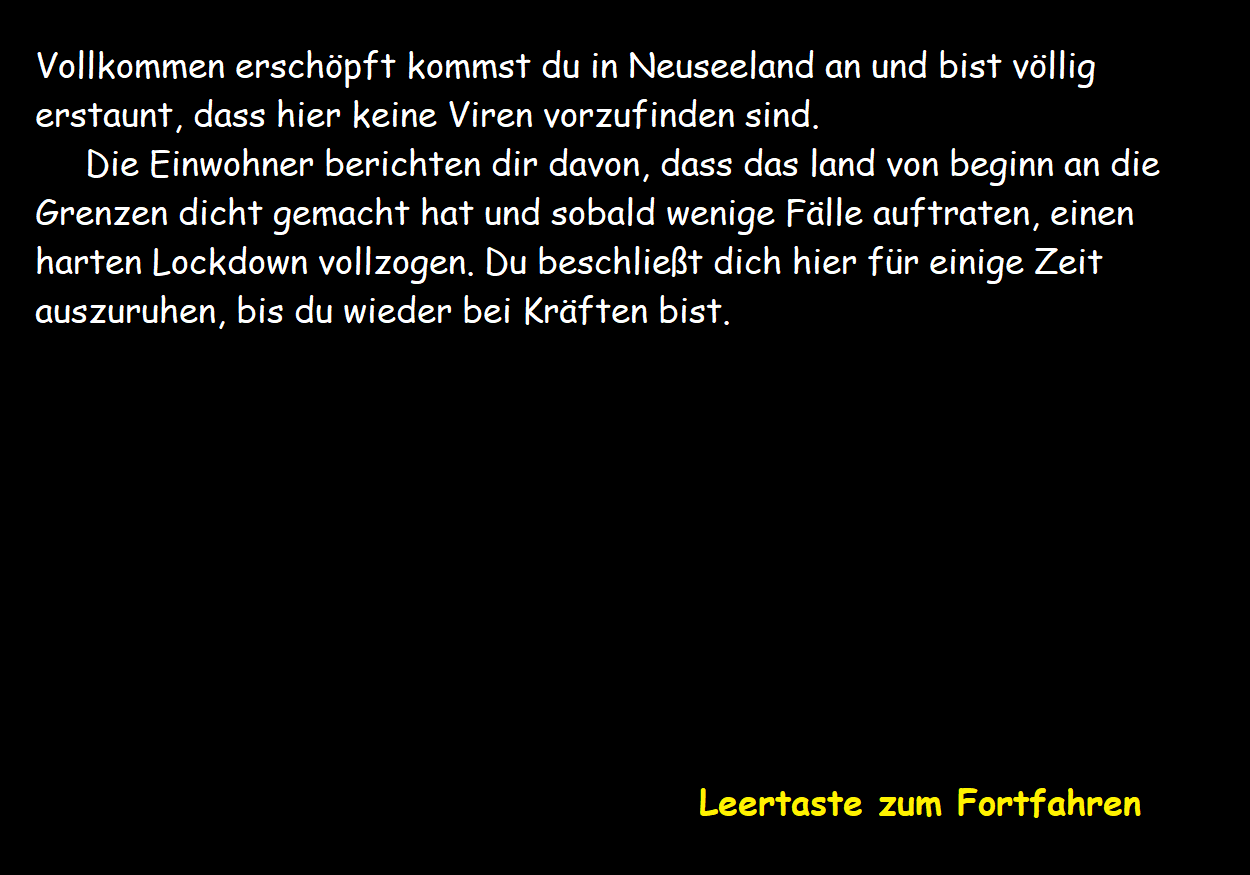 Vollkommen erschöpft kommst du in Neuseeland an und bist völlig
erstaunt, dass hier keine Viren vorzufinden sind.
Die Einwohner berichten dir davon, dass das land von beginn an die
Grenzen dicht gemacht hat und sobald wenige Fälle auftraten, einen
harten Lockdown vollzogen. Du beschließt dich hier für einige Zeit
auszuruhen, bis du wieder bei Kräften bist.
Leertaste zum Fortfahren